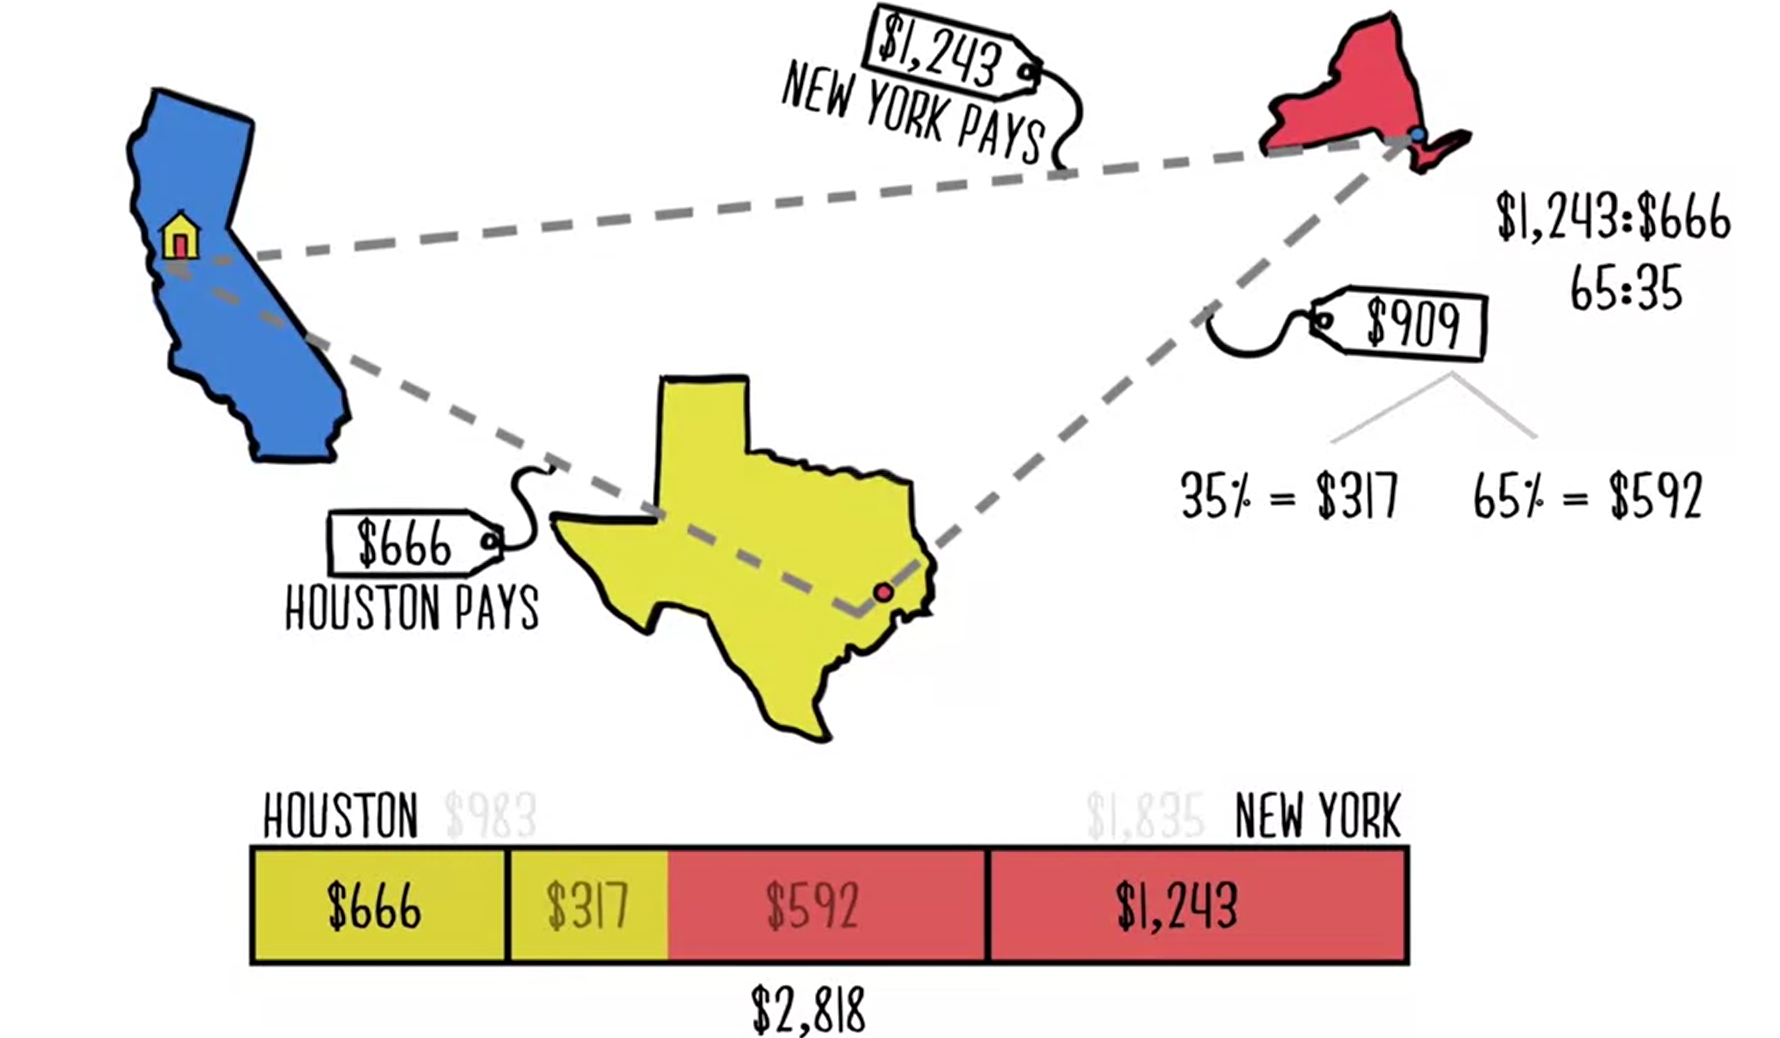 $1,243
NEW YORK PAYS
$1,243:$666
65:35
$909
35% = $317
65% = $592
$666
HOUSTON PAYS
HOUSTON $983
$1,835 NEW YORK
$666
$317
$592
$1,243
$2,818